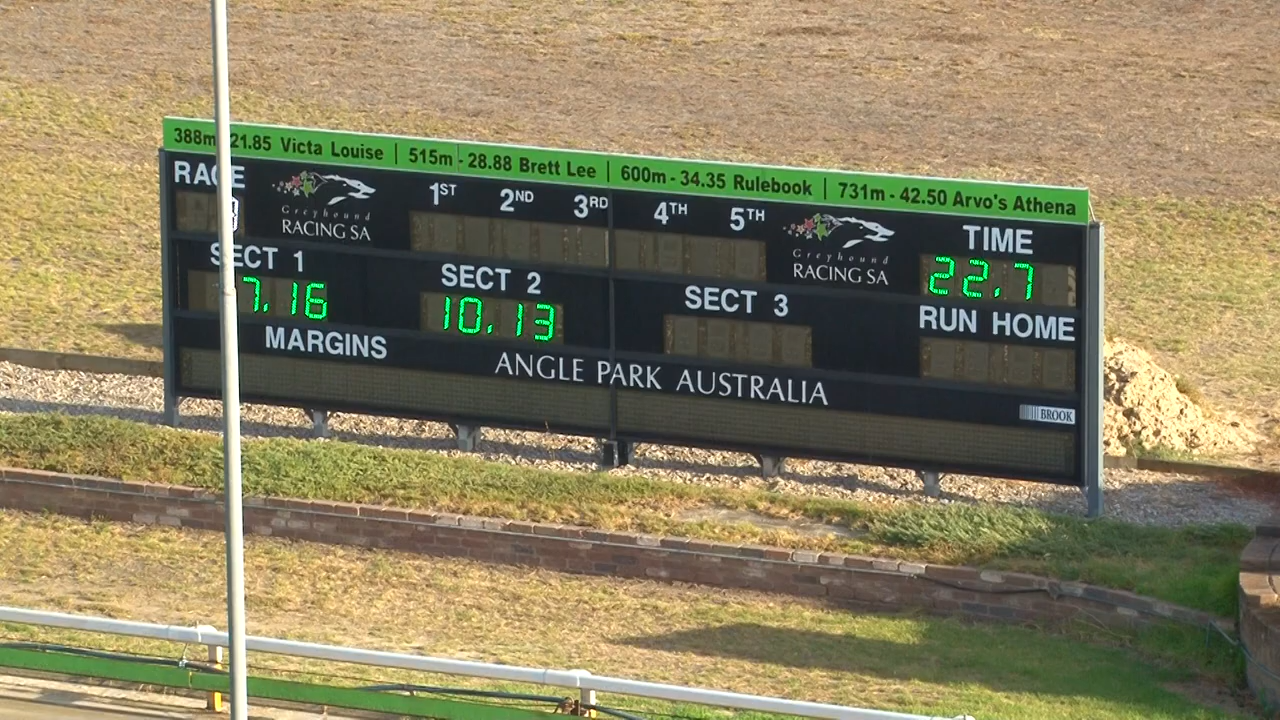 388m 21.85 Victa Louise | 515m - 28.88 Brett Lee | 600m - 34.35 Rulebook | 731m - 42.50 Arvo's Athena
RACE
Greyhound
RACING SA
1ST 2ND 3RD 4TH 5TH
Greyhound
RACING SA
TIME
22.7
SECT 1
7.16
SECT 2
10.13
SECT 3
RUN HOME
MARGINS
ANGLE PARK AUSTRALIA
BROOK